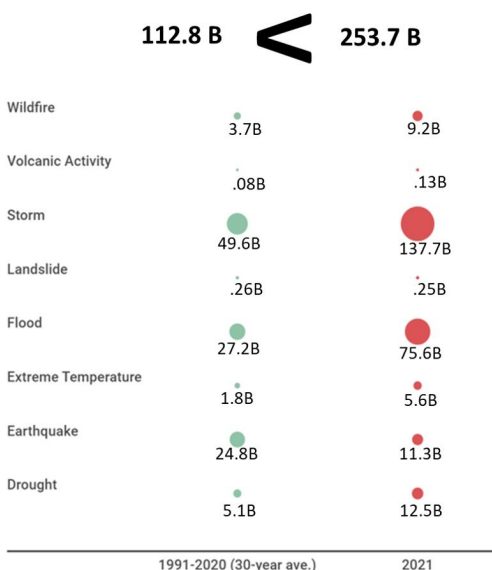 112.8 B < 253.7 B
Wildfire
3.7B 9.2B
Volcanic Activity
.08B .13B
Storm
49.6B 137.7B
Landslide
.26B .25B
Flood
27.2B 75.6B
Extreme Temperature
1.8B 5.6B
Earthquake
24.8B 11.3B
Drought
5.1B 12.5B
1991-2020 (30-year ave.) 2021